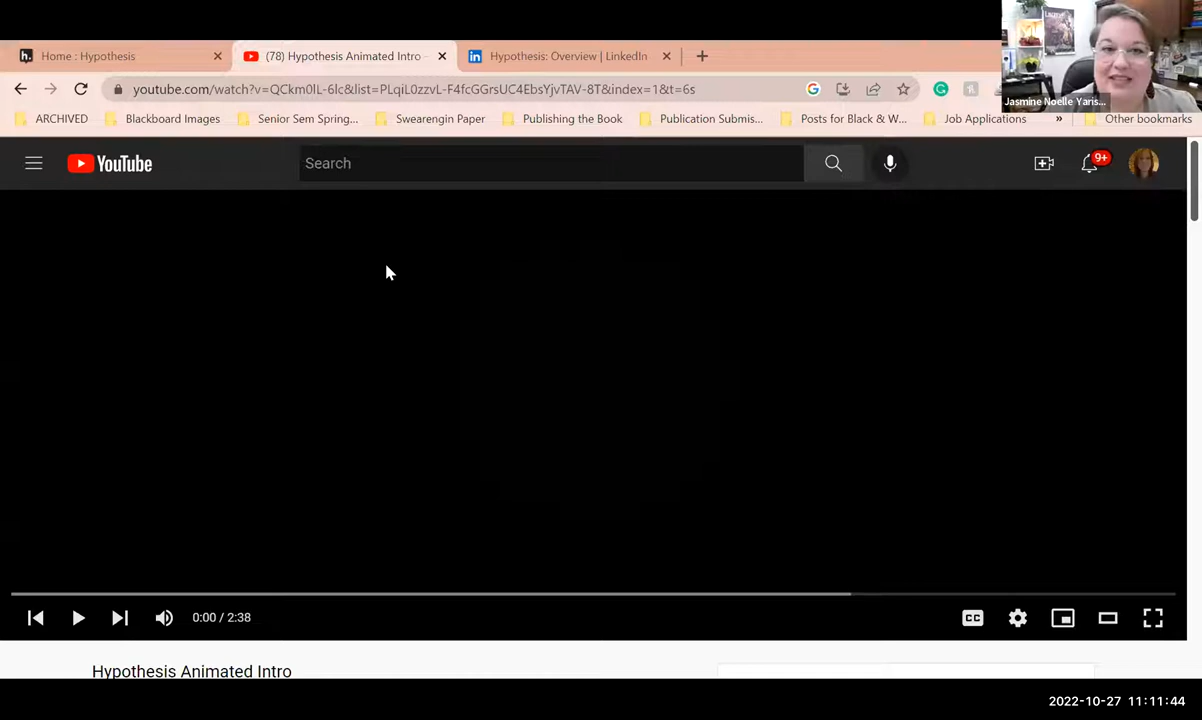 Home : Hypothesis
(78) Hypothesis Animated Intro -
Hypothesis: Overview | LinkedIn
youtube.com/watch?v=QCkm0lL-6lc&list=PLqiL0zzvL-F4fcGGrsUC4EbsYjvTAV-8T&index=1&t=6s
Jasmine Noelle Yaris...
ARCHIVED
Blackboard Images
Senior Sem Spring...
Swearengin Paper
Publishing the Book
Publication Submis...
Posts for Black & W...
Job Applications
»
Other bookmarks
YouTube
Search
9+
0:00 / 2:38
CC
Hypothesis Animated Intro
2022-10-27 11:11:44